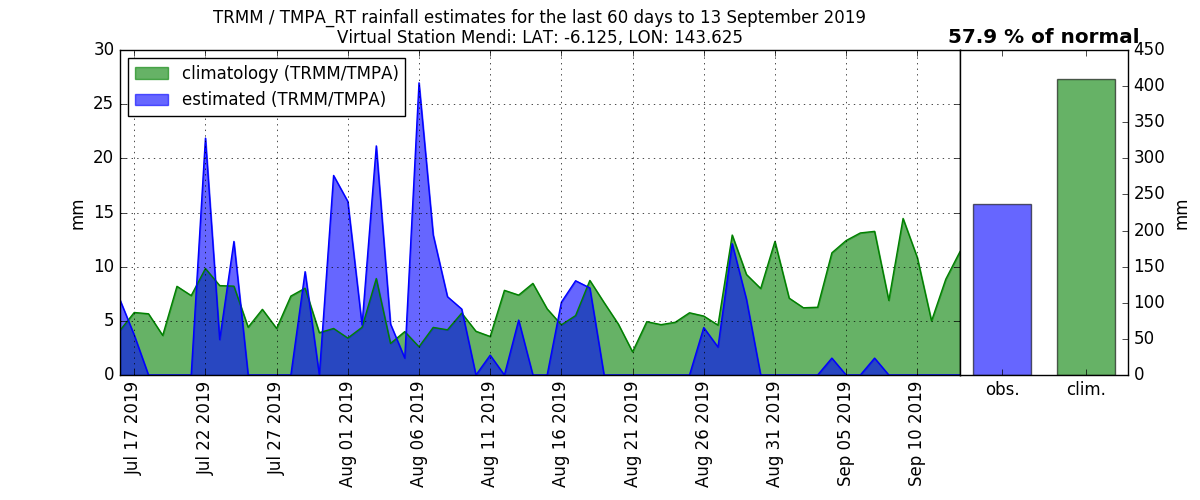 TRMM / TMPA_RT rainfall estimates for the last 60 days to 13 September 2019
Virtual Station Mendi: LAT: -6.125, LON: 143.625
57.9 % of normal
climatology (TRMM/TMPA)
estimated (TRMM/TMPA)
30
25
20
15
10
5
0
mm
450
400
350
300
250
200
150
100
50
0
mm
Jul 17 2019
Jul 22 2019
Jul 27 2019
Aug 01 2019
Aug 06 2019
Aug 11 2019
Aug 16 2019
Aug 21 2019
Aug 26 2019
Aug 31 2019
Sep 05 2019
Sep 10 2019
obs.
clim.